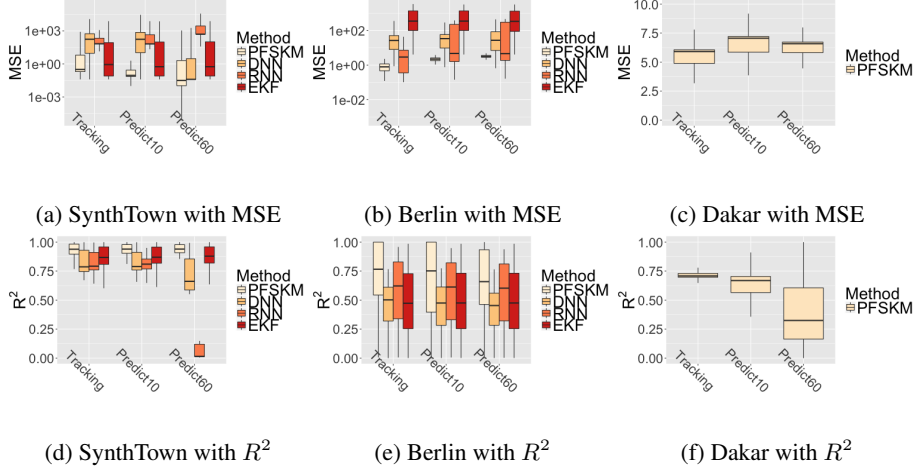 MSE
1e+03
1e+00
1e-03
Tracking
Predict10
Predict60
Method
PFSKM
DNN
RNN
EKF
(a) SynthTown with MSE
MSE
1e+02
1e+00
1e-02
Tracking
Predict10
Predict60
Method
PFSKM
DNN
RNN
EKF
(b) Berlin with MSE
MSE
10.0
7.5
5.0
2.5
0.0
Tracking
Predict10
Predict60
Method
PFSKM
(c) Dakar with MSE
R²
1.00
0.75
0.50
0.25
0.00
Tracking
Predict10
Predict60
Method
PFSKM
DNN
RNN
EKF
(d) SynthTown with R²
R²
1.00
0.75
0.50
0.25
0.00
Tracking
Predict10
Predict60
Method
PFSKM
DNN
RNN
EKF
(e) Berlin with R²
R²
1.00
0.75
0.50
0.25
0.00
Tracking
Predict10
Predict60
Method
PFSKM
(f) Dakar with R²